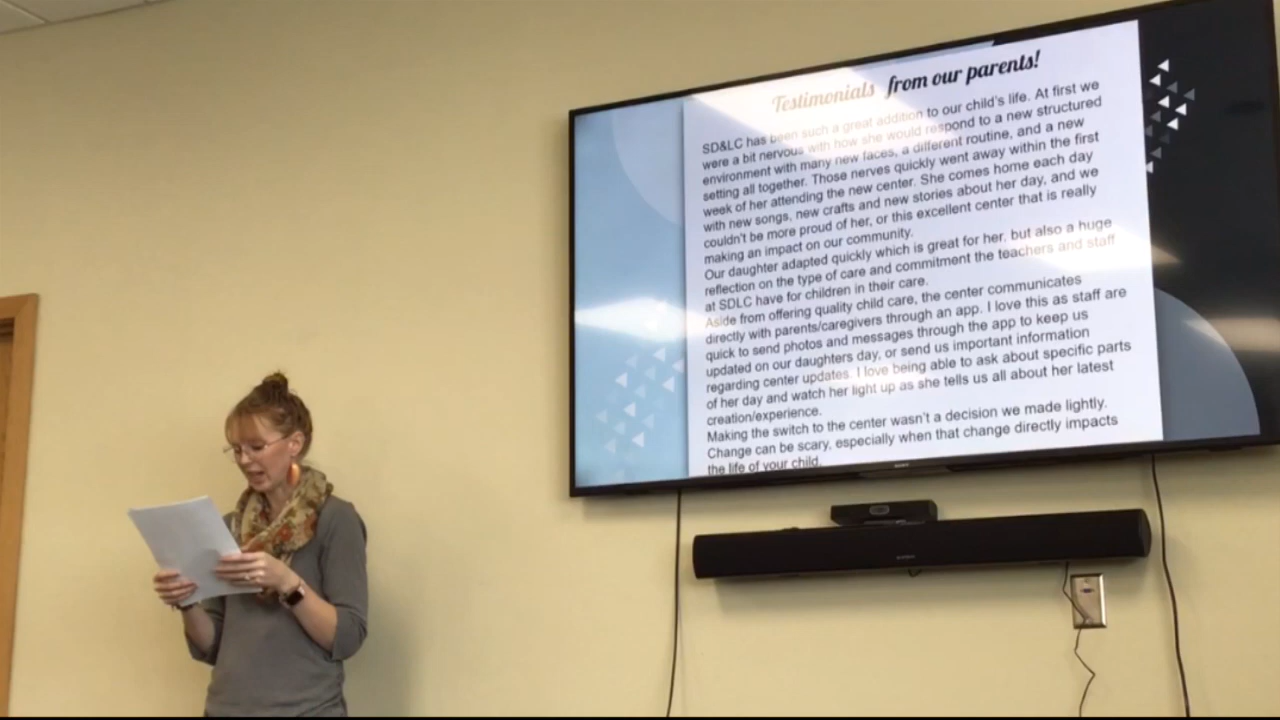 Testimonials from our parents!
SD&LC has been such a great addition to our child's life. At first we
were a bit nervous with how she would respond to a new structured
environment with many new faces, a different routine, and a new
setting all together. Those nerves quickly went away within the first
week of her attending the new center. She comes home each day
with new songs, new crafts and new stories about her day, and we
couldn't be more proud of her, or this excellent center that is really
making an impact on our community.
Our daughter adapted quickly which is great for her, but also a huge
reflection on the type of care and commitment the teachers and staff
at SDLC have for children in their care.
Aside from offering quality child care, the center communicates
directly with parents/caregivers through an app. I love this as staff are
quick to send photos and messages through the app to keep us
updated on our daughters day, or send us important information
regarding center updates. I love being able to ask about specific parts
of her day and watch her light up as she tells us all about her latest
creation/experience.
Making the switch to the center wasn't a decision we made lightly.
Change can be scary, especially when that change directly impacts
the life of your child.